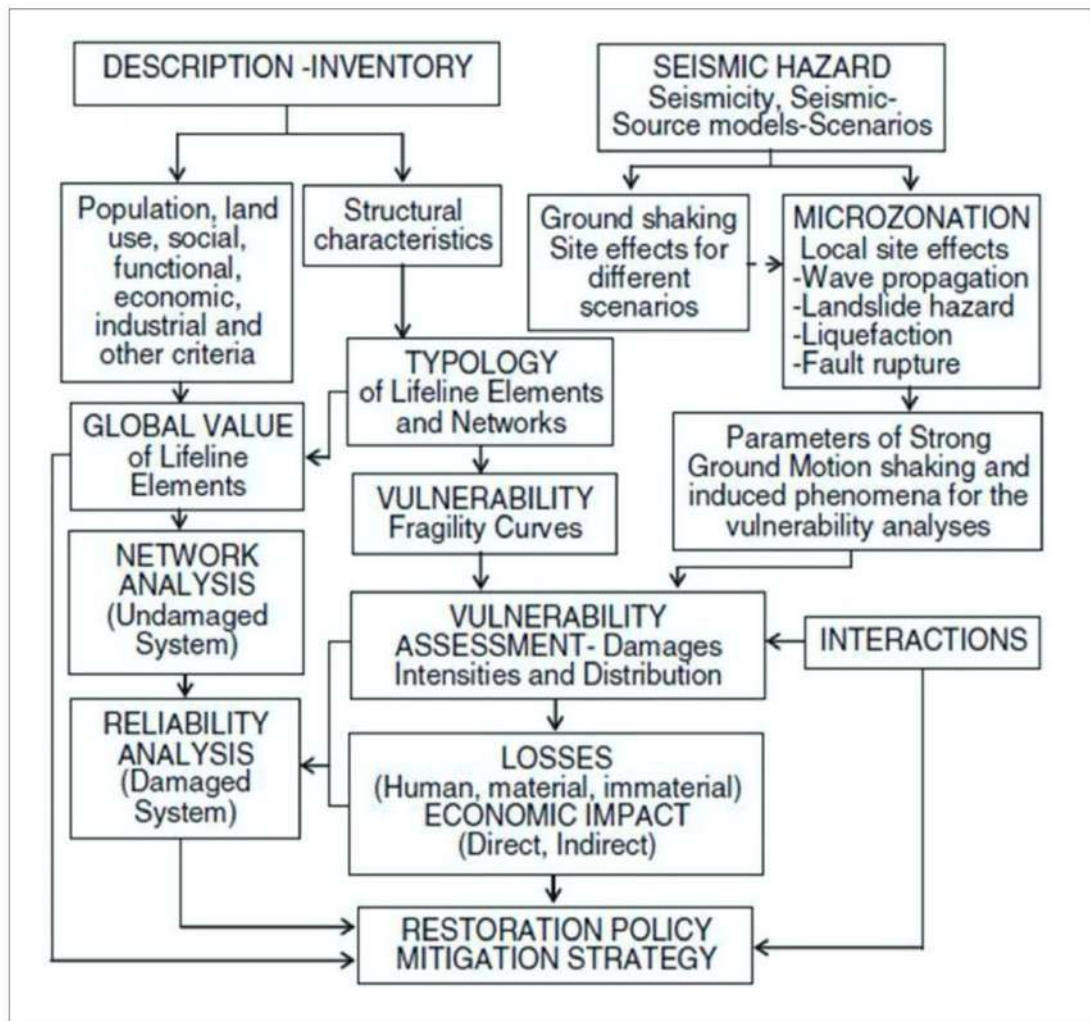 DESCRIPTION -INVENTORY
SEISMIC HAZARD
Seismicity, Seismic-
Source models-Scenarios
Population, land
use, social,
functional,
economic,
industrial and
other criteria
Structural
characteristics
Ground shaking
Site effects for
different
scenarios
MICROZONATION
Local site effects
-Wave propagation
-Landslide hazard
-Liquefaction
-Fault rupture
TYPOLOGY
of Lifeline Elements
and Networks
GLOBAL VALUE
of Lifeline
Elements
Parameters of Strong
Ground Motion shaking and
induced phenomena for the
vulnerability analyses
VULNERABILITY
Fragility Curves
NETWORK
ANALYSIS
(Undamaged
System)
VULNERABILITY
ASSESSMENT- Damages
Intensities and Distribution
INTERACTIONS
RELIABILITY
ANALYSIS
(Damaged
System)
LOSSES
(Human, material, immaterial)
ECONOMIC IMPACT
(Direct, Indirect)
RESTORATION POLICY
MITIGATION STRATEGY